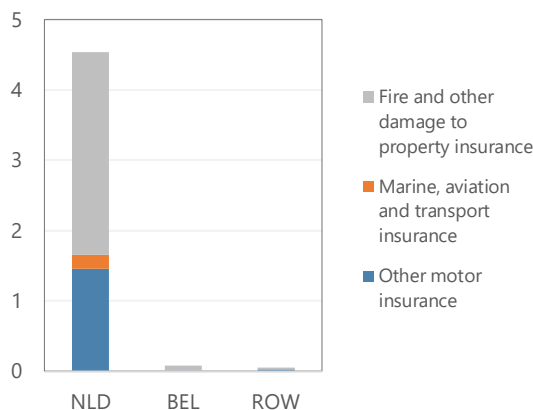 5
4
3
2
1
0
NLD BEL ROW
Fire and other
damage to
property insurance
Marine, aviation
and transport
insurance
Other motor
insurance